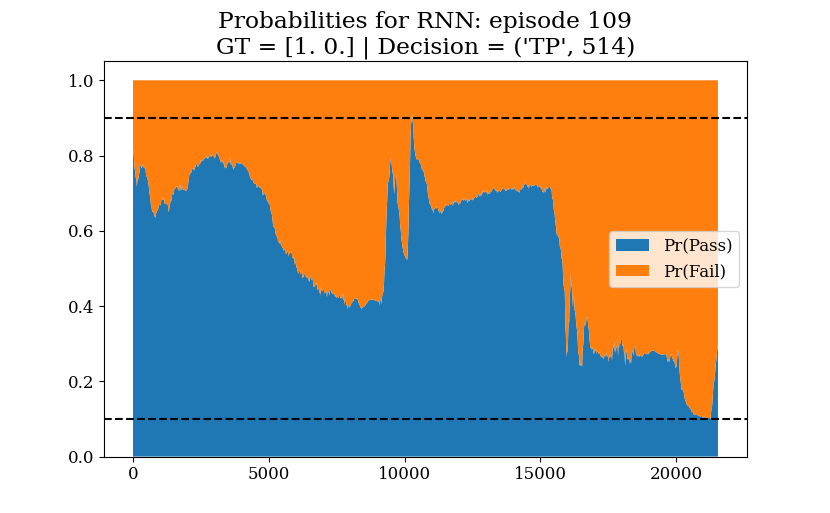 Probabilities for RNN: episode 109
GT = [1. 0.] | Decision = ('TP', 514)
1.0
0.8
0.6
0.4
0.2
0.0
Pr(Pass)
Pr(Fail)
0
5000
10000
15000
20000